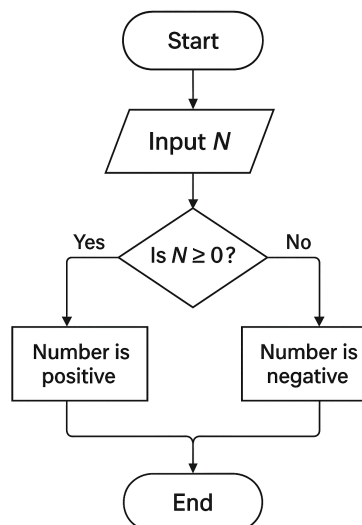 Start
Input N
Is N ≥ 0?
Yes
No
Number is
positive
Number is
negative
End